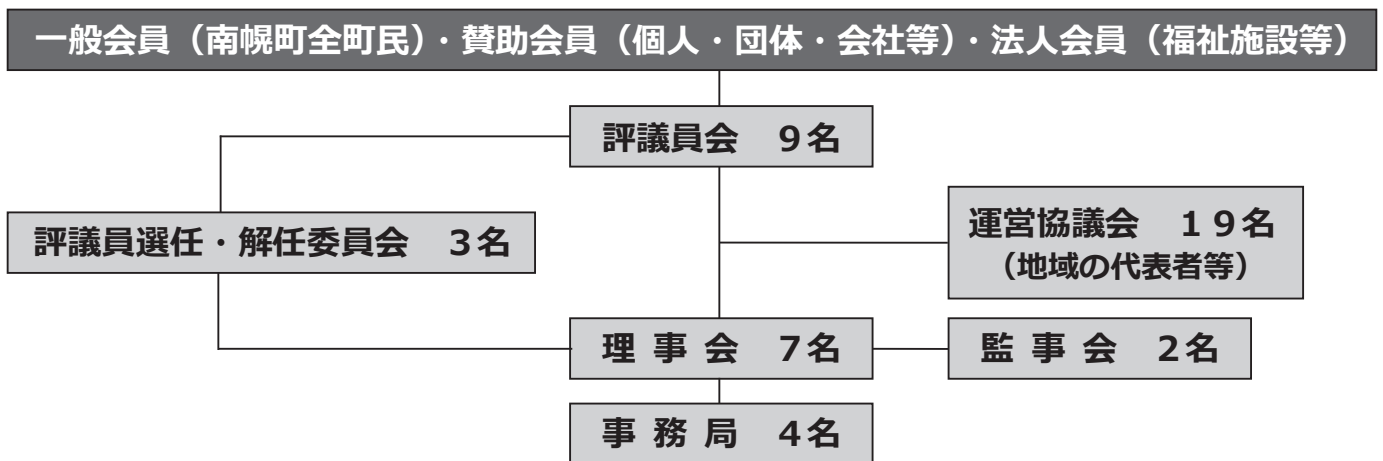 一般会員（南幌町全町民）・賛助会員（個人・団体・会社等）・法人会員（福祉施設等）
評議員会　９名
評議員選任・解任委員会　３名
運営協議会　１９名
（地域の代表者等）
理 事 会　７名
監 事 会　２名
事 務 局　４名